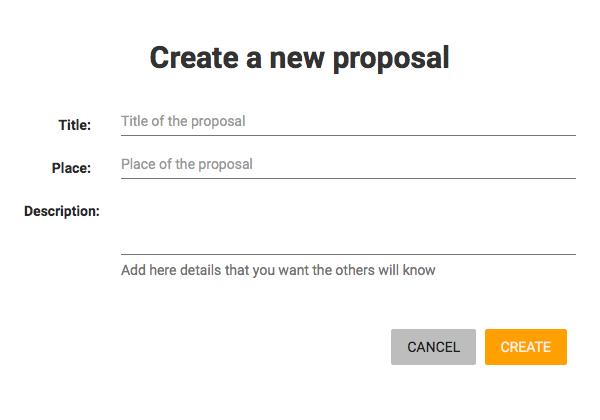 Create a new proposal
Title: Title of the proposal
Place: Place of the proposal
Description:
Add here details that you want the others will know
CANCEL CREATE